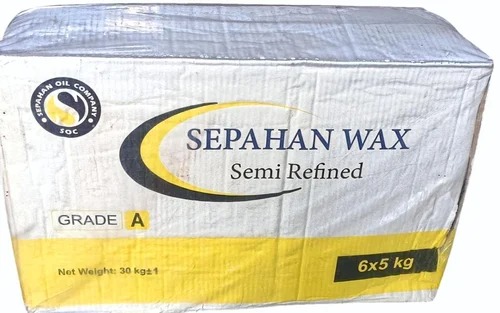 SEPAHAN OIL COMPANY
SOC
SEPAHAN WAX
Semi Refined
GRADE A
Net Weight: 30 kg±1
6x5 kg